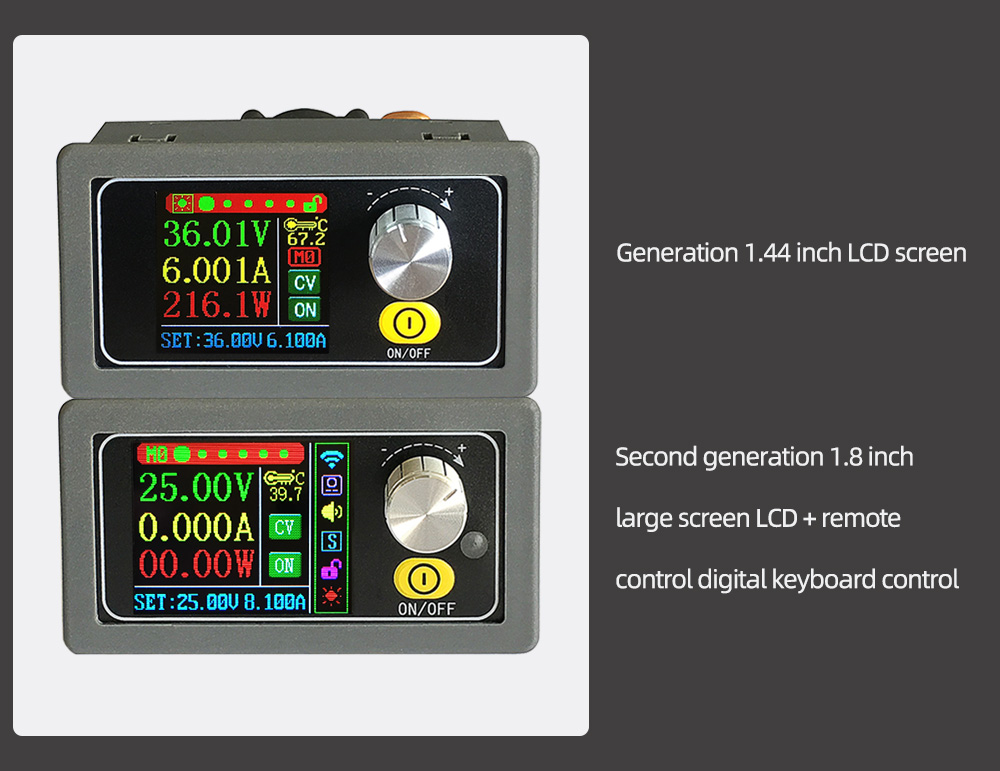 - +
36.01V
°C
67.2
6.001A
M0
CV
216.1W
ON
SET:36.00V 6.100A
ON/OFF
Generation 1.44 inch LCD screen
M0
- +
25.00V
°C
39.7
0.000A
CV
S
00.00W
ON
SET:25.00V 8.100A
ON/OFF
Second generation 1.8 inch
large screen LCD + remote
control digital keyboard control